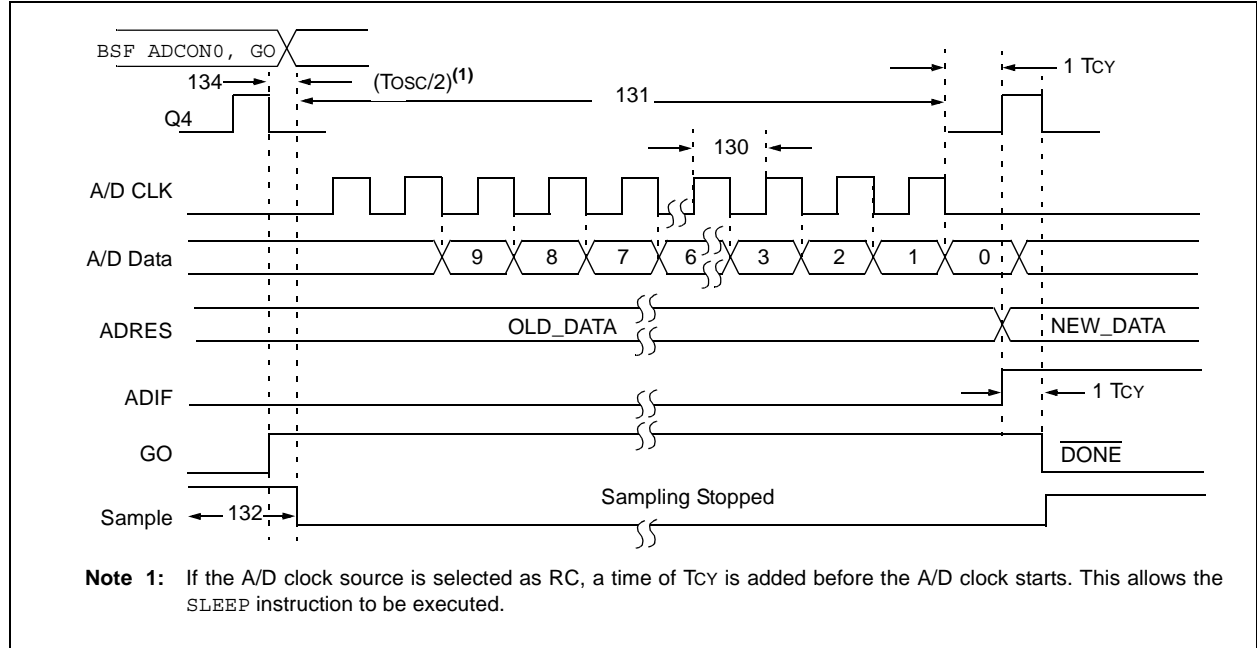 BSF ADCON0, GO
134 (TOSC/2)(1) 131 1 TCY
Q4
130
A/D CLK
A/D Data 9 8 7 6 3 2 1 0
ADRES OLD_DATA NEW_DATA
ADIF 1 TCY
GO DONE
Sampling Stopped
Sample 132
Note 1: If the A/D clock source is selected as RC, a time of TCY is added before the A/D clock starts. This allows the
SLEEP instruction to be executed.